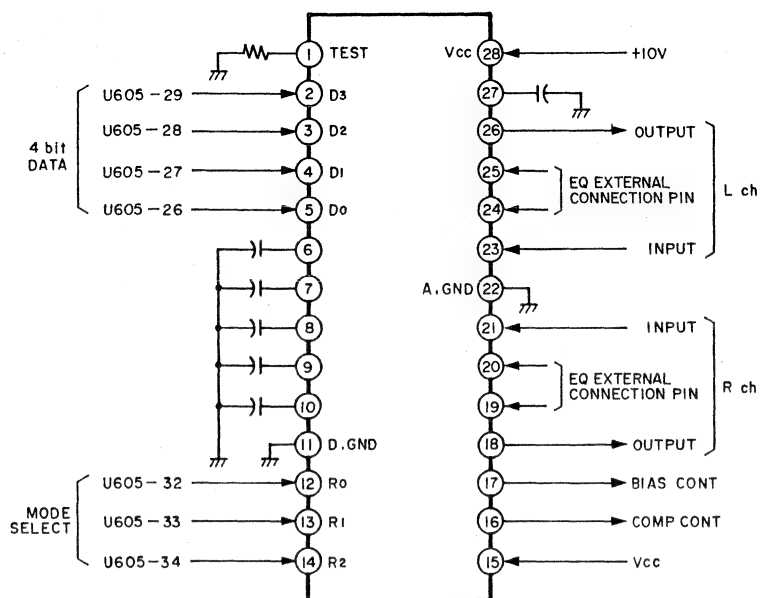 1 TEST
Vcc 28 +10V
U605-29 2 D3
27
U605-28 3 D2
26 OUTPUT
4 bit
DATA
U605-27 4 D1
25
EQ EXTERNAL
CONNECTION PIN
L ch
U605-26 5 D0
24
6
23 INPUT
7
A.GND 22
8
21 INPUT
9
20
EQ EXTERNAL
CONNECTION PIN
R ch
10
19
11 D.GND
18 OUTPUT
U605-32 12 R0
17 BIAS CONT
MODE
SELECT
U605-33 13 R1
16 COMP CONT
U605-34 14 R2
15 Vcc